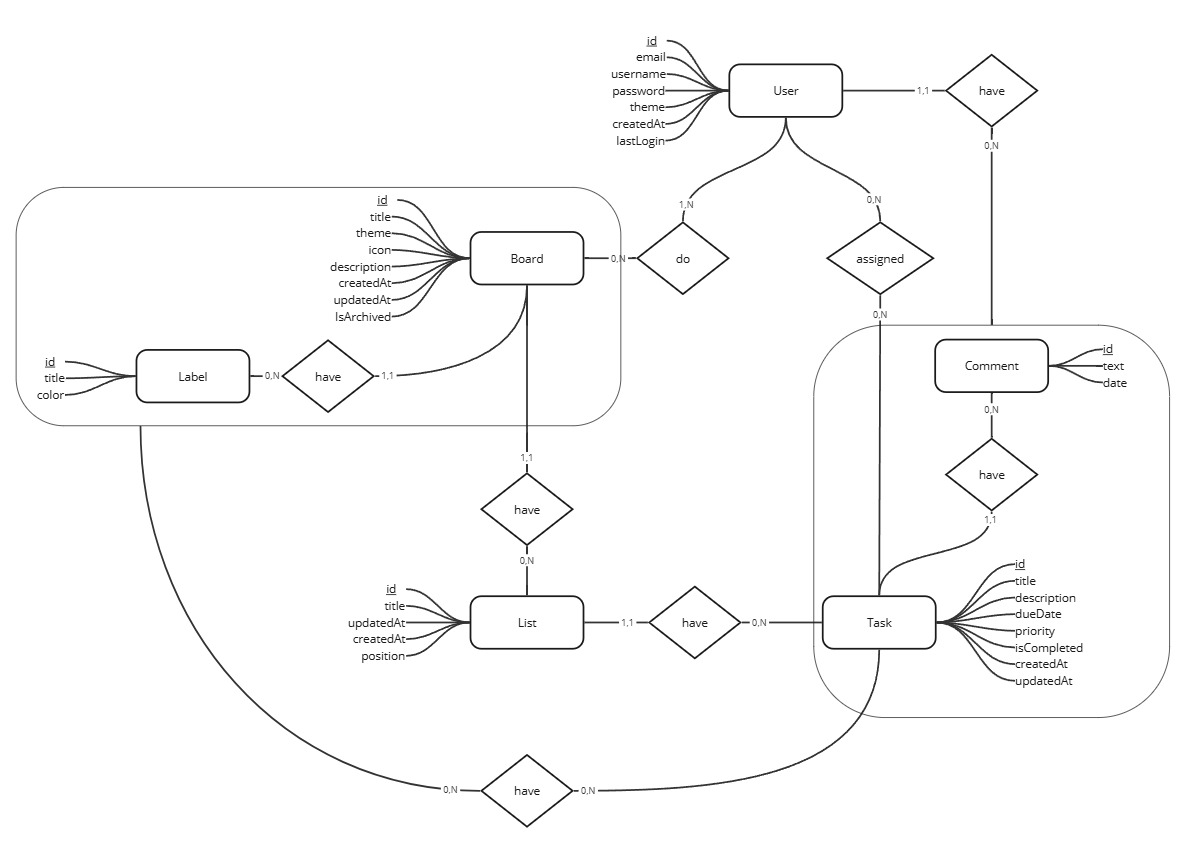 id
email
username
password
theme
createdAt
lastLogin
User
1,1
have
0,N
1,N
do
0,N
0,N
assigned
0,N
id
title
theme
icon
description
createdAt
updatedAt
IsArchived
Board
id
title
color
Label
0,N
have
1,1
1,1
have
0,N
id
text
date
Comment
0,N
have
1,1
id
title
updatedAt
createdAt
position
List
1,1
have
0,N
Task
id
title
description
dueDate
priority
isCompleted
createdAt
updatedAt
0,N
have
0,N